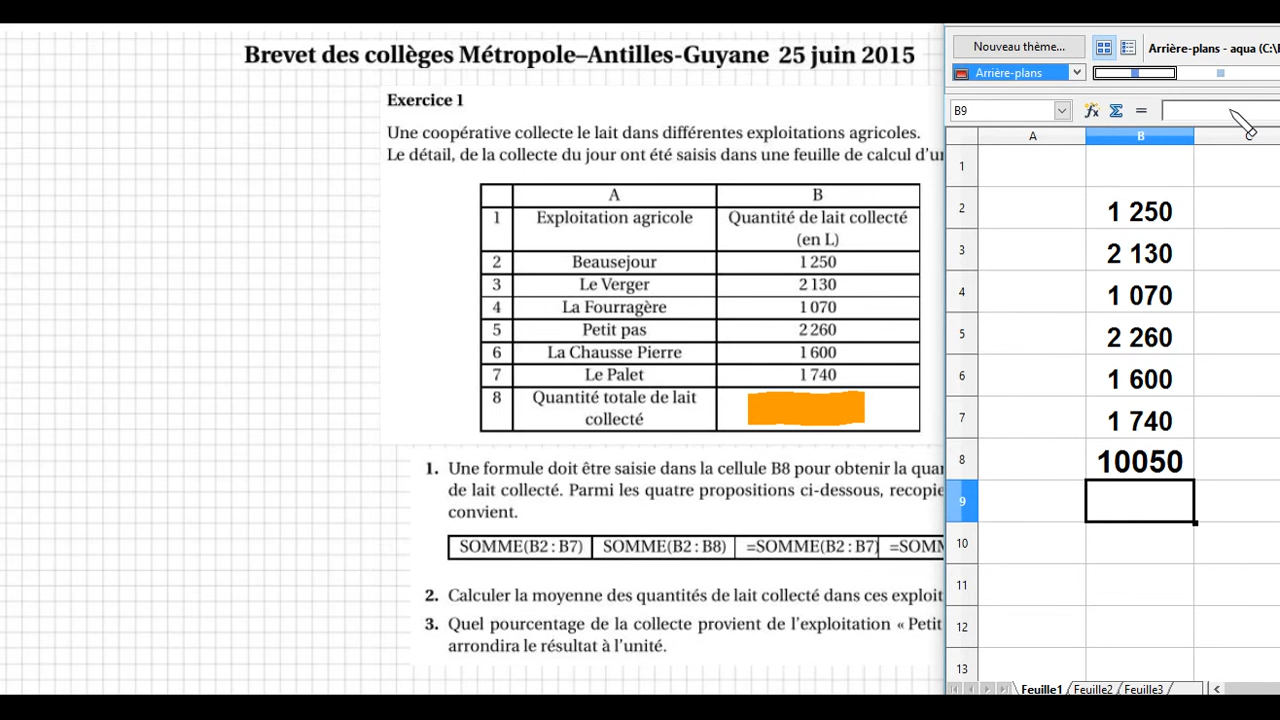 Brevet des collèges Métropole–Antilles-Guyane 25 juin 2015
Exercice 1
Une coopérative collecte le lait dans différentes exploitations agricoles.
Le détail, de la collecte du jour ont été saisis dans une feuille de calcul d'un
A B
1 Exploitation agricole Quantité de lait collecté
(en L)
2 Beausejour 1 250
3 Le Verger 2 130
4 La Fourragère 1 070
5 Petit pas 2 260
6 La Chausse Pierre 1 600
7 Le Palet 1 740
8 Quantité totale de lait
collecté
1. Une formule doit être saisie dans la cellule B8 pour obtenir la quan
de lait collecté. Parmi les quatre propositions ci-dessous, recopie
convient.
SOMME(B2 : B7) SOMME(B2 : B8) =SOMME(B2 : B7) =SOMM
2. Calculer la moyenne des quantités de lait collecté dans ces exploit
3. Quel pourcentage de la collecte provient de l'exploitation « Petit
arrondira le résultat à l'unité.
Nouveau thème... Arrière-plans - aqua (C:\
Arrière-plans
B9 fx Σ =
A B
1
2 1 250
3 2 130
4 1 070
5 2 260
6 1 600
7 1 740
8 10050
9
10
11
12
13
Feuille1 Feuille2 Feuille3